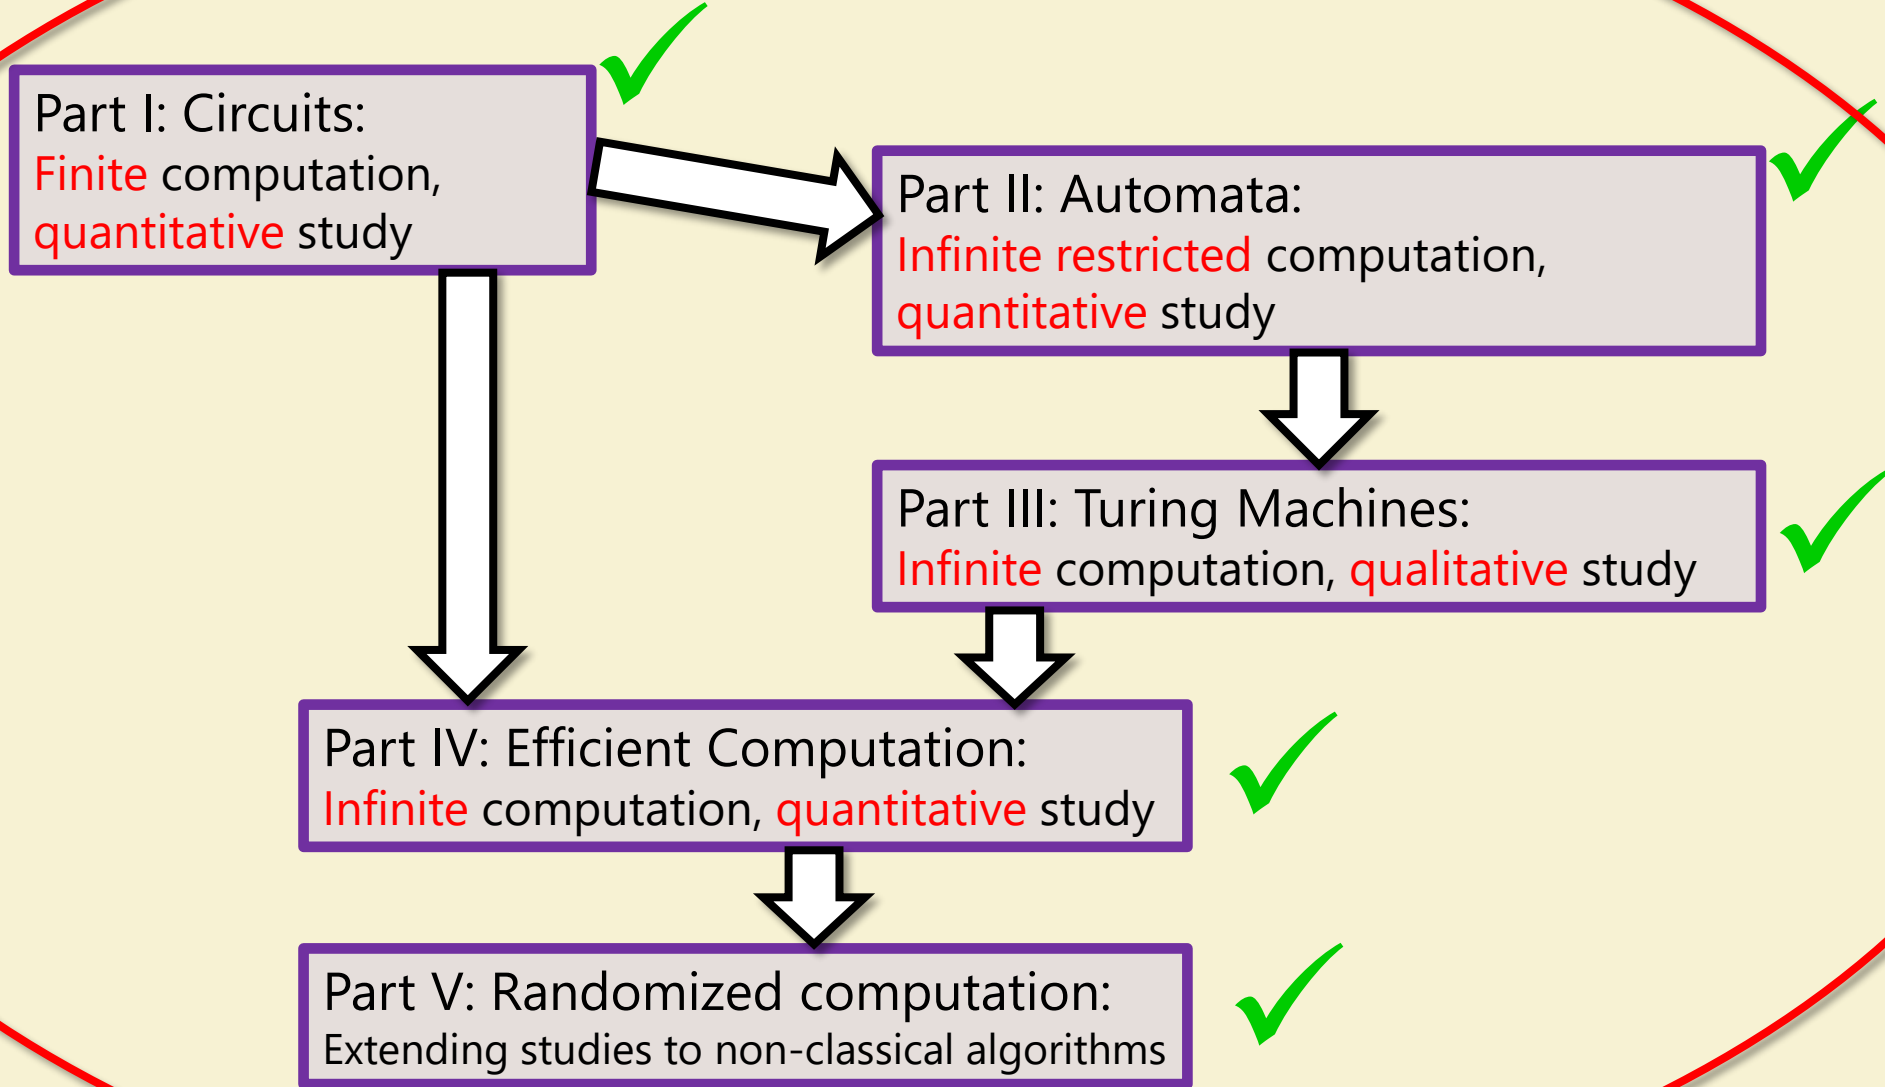 Part I: Circuits:
Finite computation,
quantitative study
Part II: Automata:
Infinite restricted computation,
quantitative study
Part III: Turing Machines:
Infinite computation, qualitative study
Part IV: Efficient Computation:
Infinite computation, quantitative study
Part V: Randomized computation:
Extending studies to non-classical algorithms